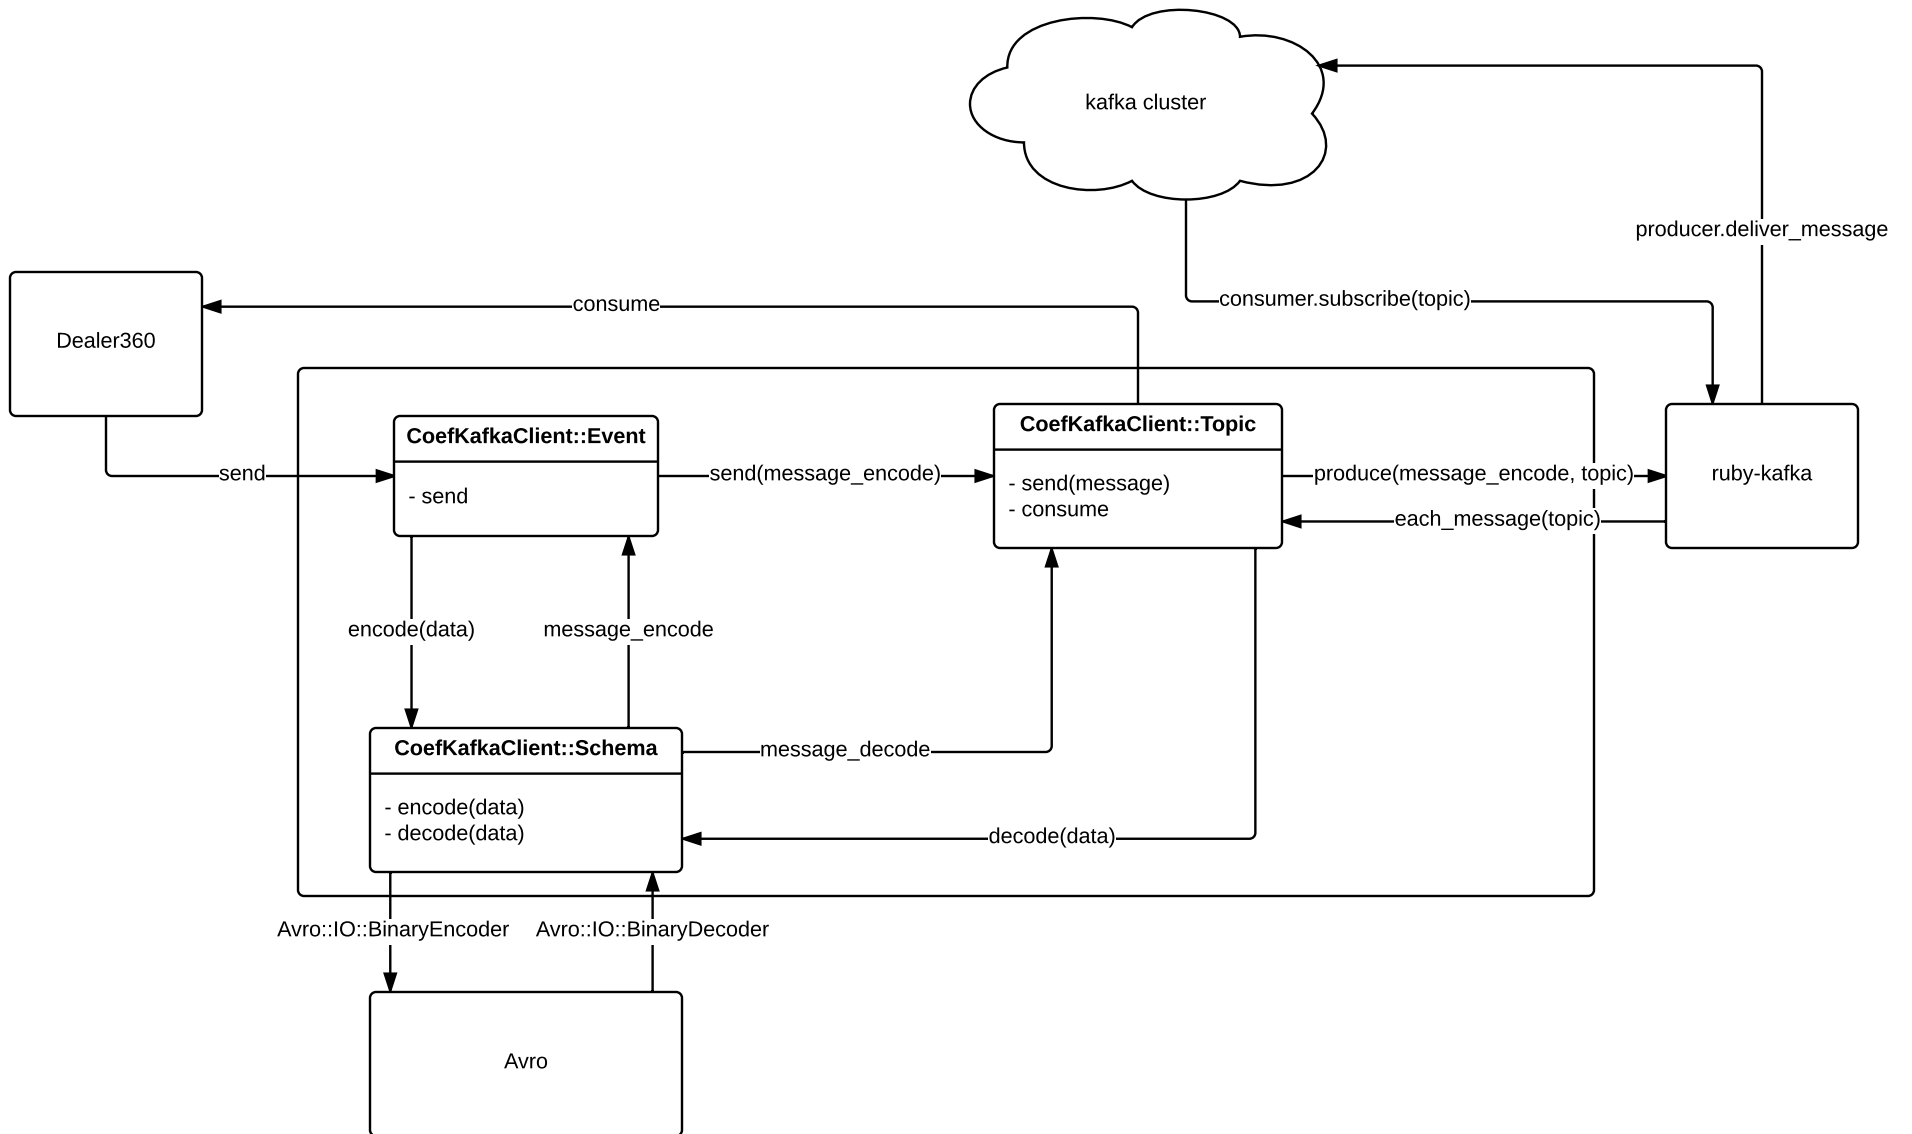 kafka cluster
producer.deliver_message
consumer.subscribe(topic)
consume
Dealer360
CoefKafkaClient::Event
- send
send
send(message_encode)
CoefKafkaClient::Topic
- send(message)
- consume
produce(message_encode, topic)
each_message(topic)
ruby-kafka
encode(data)
message_encode
CoefKafkaClient::Schema
- encode(data)
- decode(data)
message_decode
decode(data)
Avro::IO::BinaryEncoder
Avro::IO::BinaryDecoder
Avro